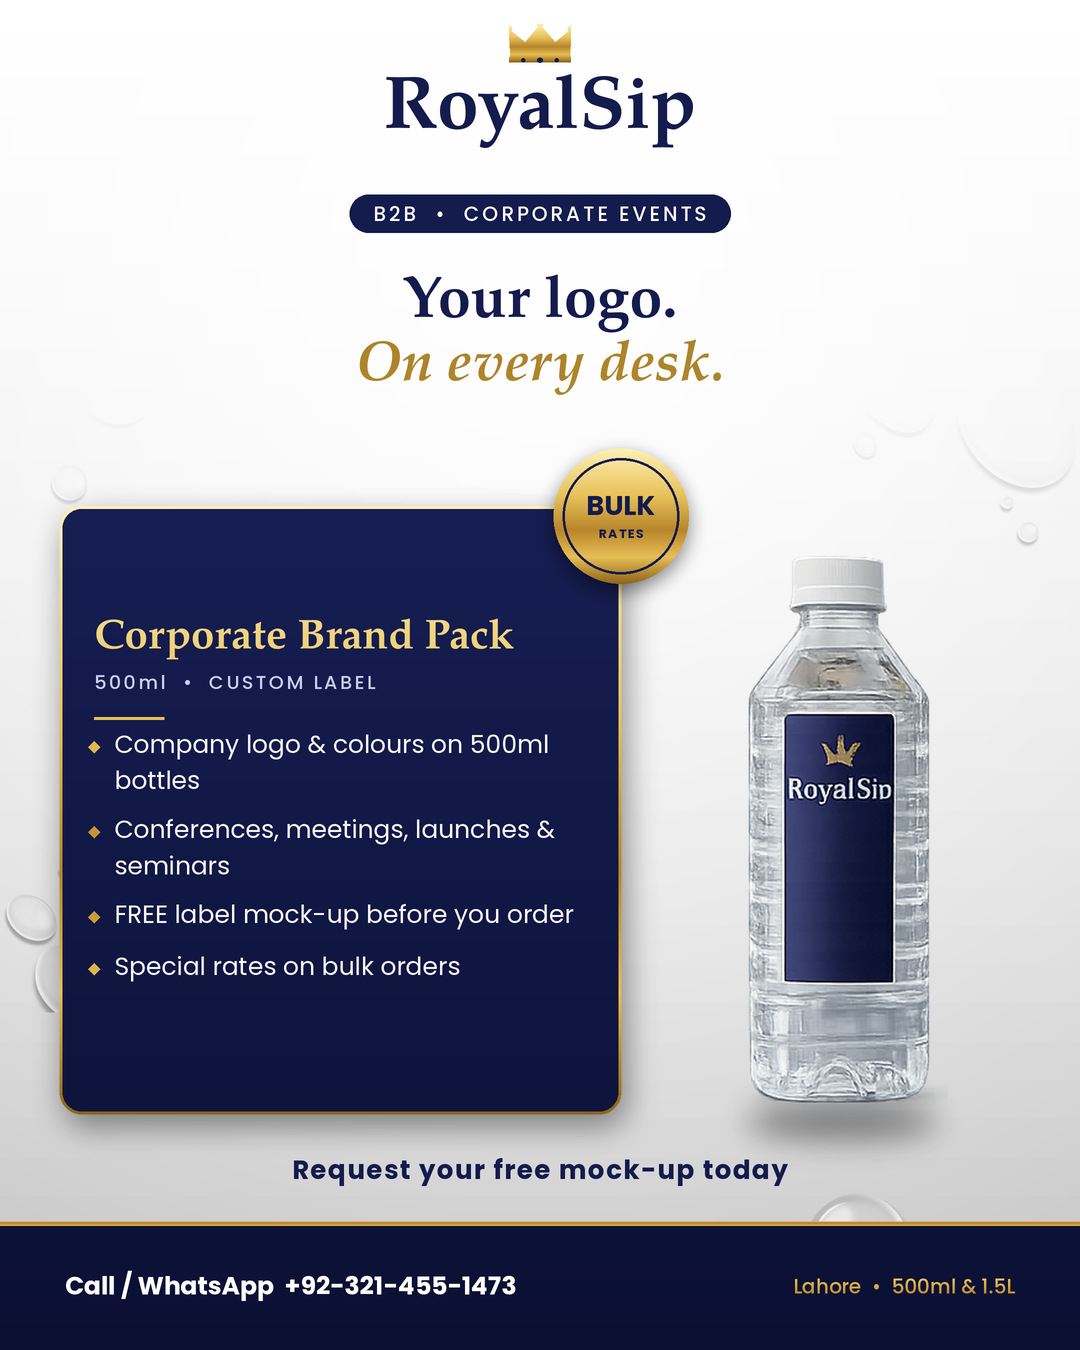 RoyalSip
B2B • CORPORATE EVENTS
Your logo.
On every desk.
BULK
RATES
Corporate Brand Pack
500ml • CUSTOM LABEL
Company logo & colours on 500ml
bottles
Conferences, meetings, launches &
seminars
FREE label mock-up before you order
Special rates on bulk orders
RoyalSip
Request your free mock-up today
Call / WhatsApp +92-321-455-1473
Lahore • 500ml & 1.5L